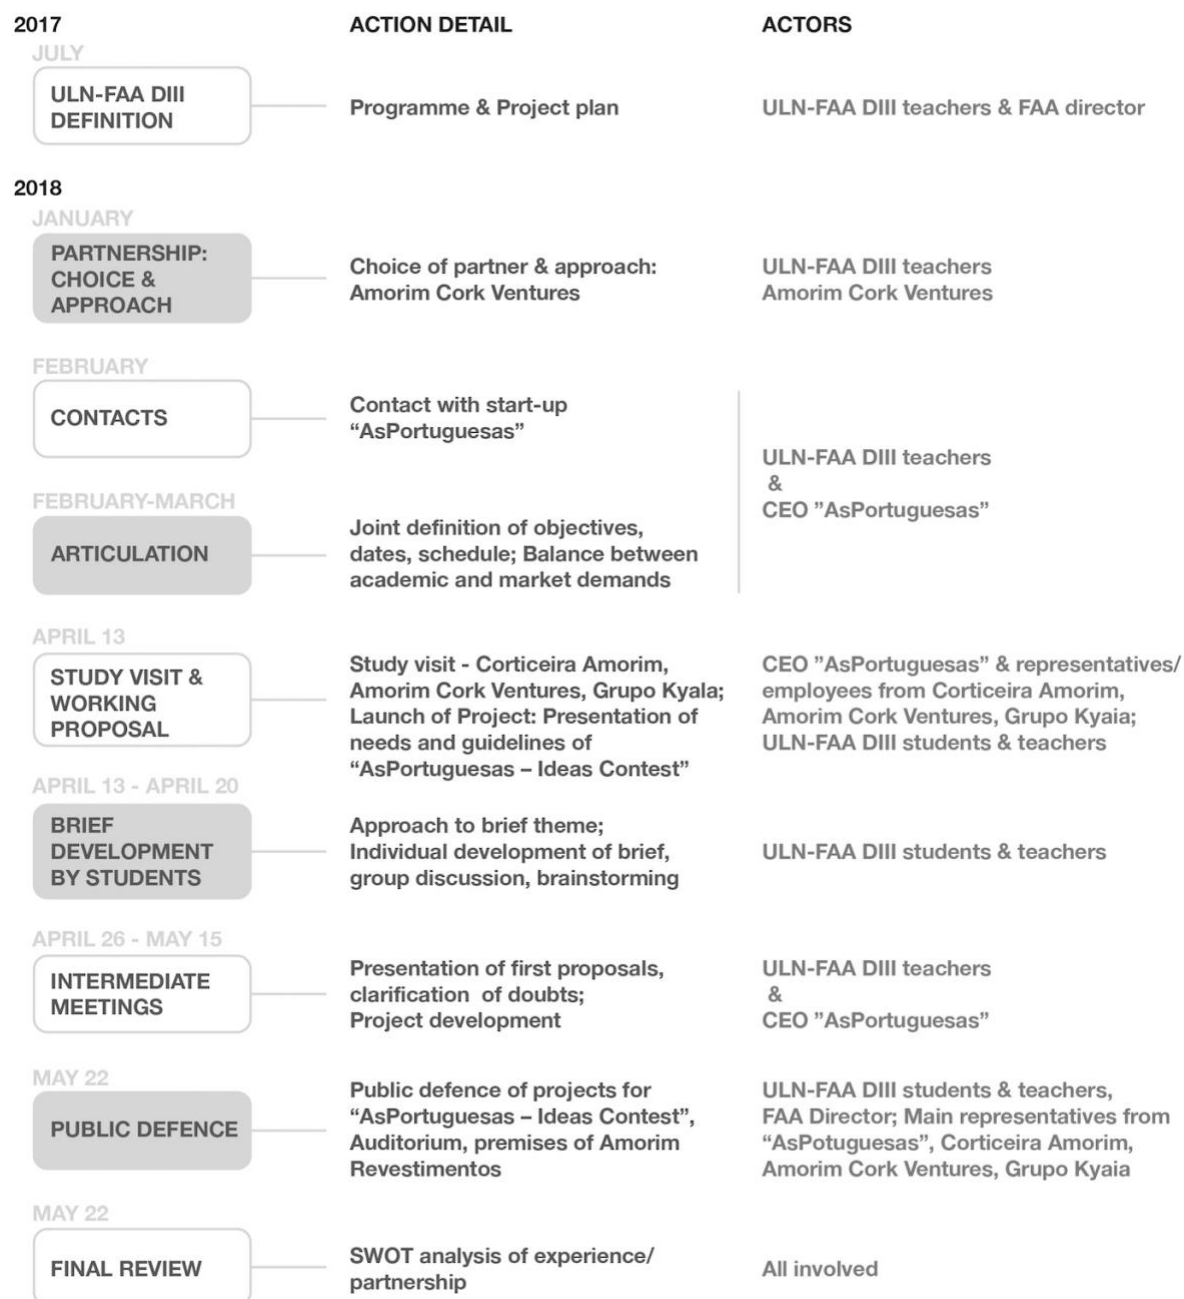 2017 ACTION DETAIL ACTORS
JULY
ULN-FAA DIII
DEFINITION
Programme & Project plan
ULN-FAA DIII teachers & FAA director
2018
JANUARY
PARTNERSHIP:
CHOICE &
APPROACH
Choice of partner & approach:
Amorim Cork Ventures
ULN-FAA DIII teachers
Amorim Cork Ventures
FEBRUARY
CONTACTS
Contact with start-up
“AsPortuguesas”
FEBRUARY-MARCH
ARTICULATION
Joint definition of objectives,
dates, schedule; Balance between
academic and market demands
ULN-FAA DIII teachers
&
CEO ”AsPortuguesas”
APRIL 13
STUDY VISIT &
WORKING
PROPOSAL
Study visit - Corticeira Amorim,
Amorim Cork Ventures, Grupo Kyala;
Launch of Project: Presentation of
needs and guidelines of
“AsPortuguesas – Ideas Contest”
CEO ”AsPortuguesas” & representatives/
employees from Corticeira Amorim,
Amorim Cork Ventures, Grupo Kyaia;
ULN-FAA DIII students & teachers
APRIL 13 - APRIL 20
BRIEF
DEVELOPMENT
BY STUDENTS
Approach to brief theme;
Individual development of brief,
group discussion, brainstorming
ULN-FAA DIII students & teachers
APRIL 26 - MAY 15
INTERMEDIATE
MEETINGS
Presentation of first proposals,
clarification of doubts;
Project development
ULN-FAA DIII teachers
&
CEO ”AsPortuguesas”
MAY 22
PUBLIC DEFENCE
Public defence of projects for
“AsPortuguesas – Ideas Contest”,
Auditorium, premises of Amorim
Revestimentos
ULN-FAA DIII students & teachers,
FAA Director; Main representatives from
“AsPotuguesas”, Corticeira Amorim,
Amorim Cork Ventures, Grupo Kyaia
MAY 22
FINAL REVIEW
SWOT analysis of experience/
partnership
All involved